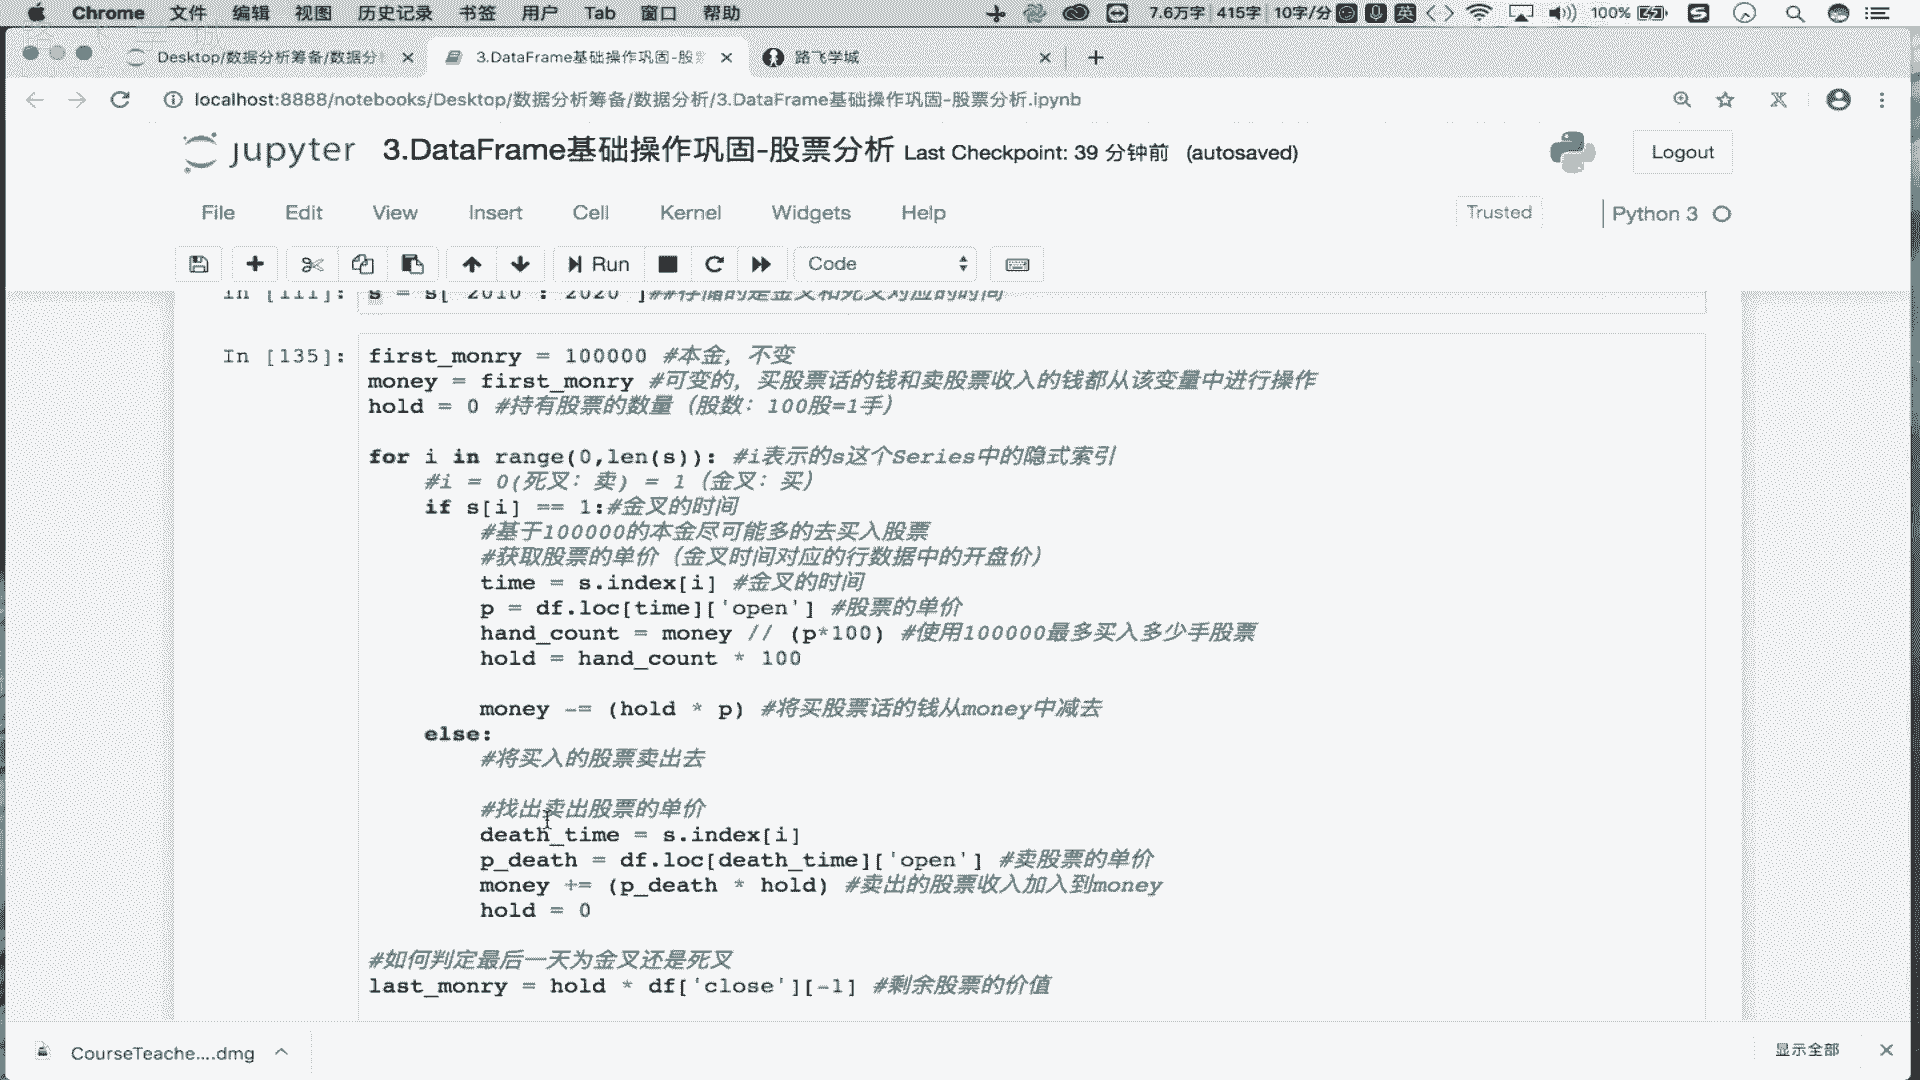 Chrome 文件 编辑 视图 历史记录 书签 用户 Tab 窗口 帮助 7.6万字 415字 10字/分 英 100%
Desktop/数据分析筹备/数据分 3.DataFrame基础操作巩固-股 路飞学城
localhost:8888/notebooks/Desktop/数据分析筹备/数据分析/3.DataFrame基础操作巩固-股票分析.ipynb
jupyter 3.DataFrame基础操作巩固-股票分析 Last Checkpoint: 39 分钟前 (autosaved) Logout
File Edit View Insert Cell Kernel Widgets Help Trusted Python 3
Run Code
In [111]: s = s['2010':'2020']##存储的是金叉和死叉对应的时间
In [135]: first_monry = 100000 #本金，不变
money = first_monry #可变的，买股票话的钱和卖股票收入的钱都从该变量中进行操作
hold = 0 #持有股票的数量（股数：100股=1手）
for i in range(0,len(s)): #i表示的s这个Series中的隐式索引
#i = 0(死叉：卖) = 1（金叉：买）
if s[i] == 1:#金叉的时间
#基于100000的本金尽可能多的去买入股票
#获取股票的单价（金叉时间对应的行数据中的开盘价）
time = s.index[i] #金叉的时间
p = df.loc[time]['open'] #股票的单价
hand_count = money // (p*100) #使用100000最多买入多少手股票
hold = hand_count * 100
money -= (hold * p) #将买股票话的钱从money中减去
else:
#将买入的股票卖出去
#找出卖出股票的单价
death_time = s.index[i]
p_death = df.loc[death_time]['open'] #卖股票的单价
money += (p_death * hold) #卖出的股票收入加入到money
hold = 0
#如何判定最后一天为金叉还是死叉
last_monry = hold * df['close'][-1] #剩余股票的价值
CourseTeache....dmg 显示全部